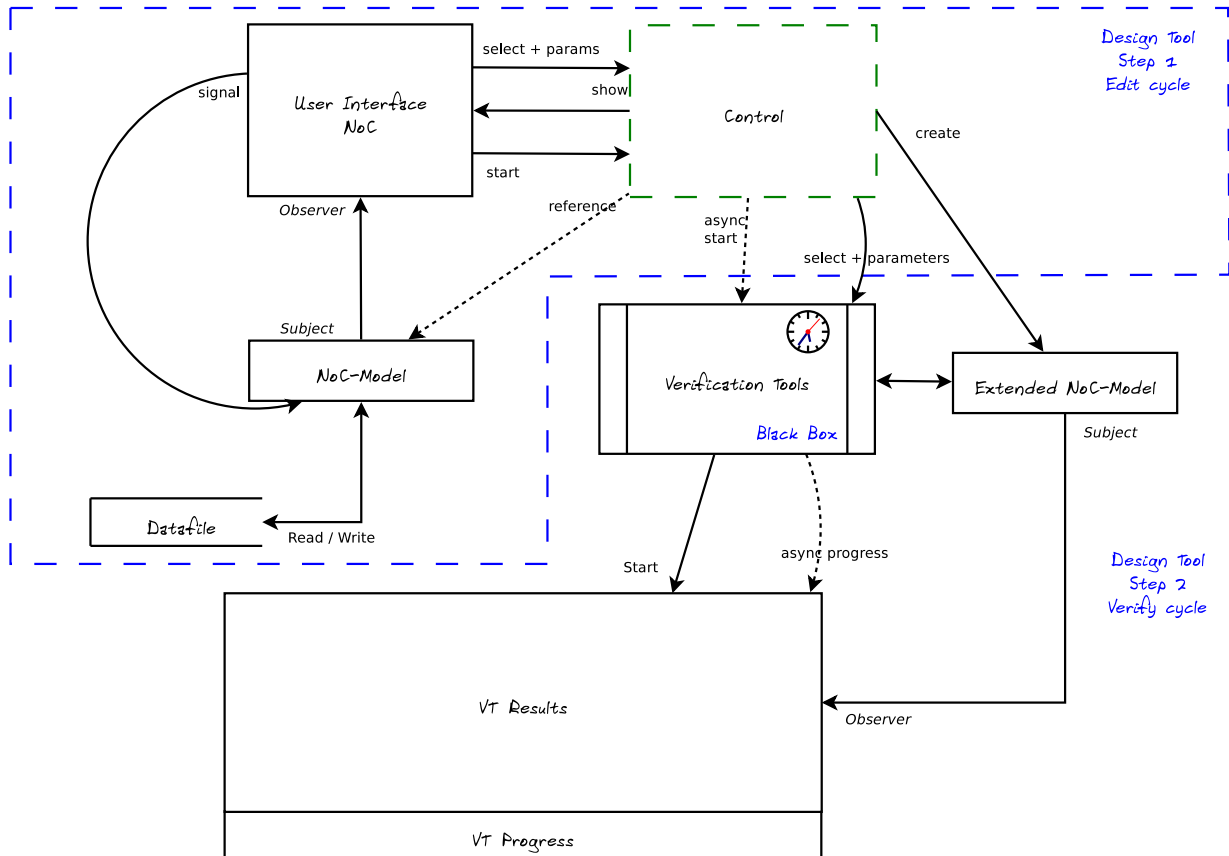 Design Tool
Step 1
Edit cycle
select + params
signal
show
User Interface
NoC
Control
create
start
Observer
reference
async
start
select + parameters
Subject
NoC-Model
Verification Tools
Extended NoC-Model
Black Box
Subject
Datafile
Read / Write
async progress
Start
Design Tool
Step 2
Verify cycle
VT Results
Observer
VT Progress